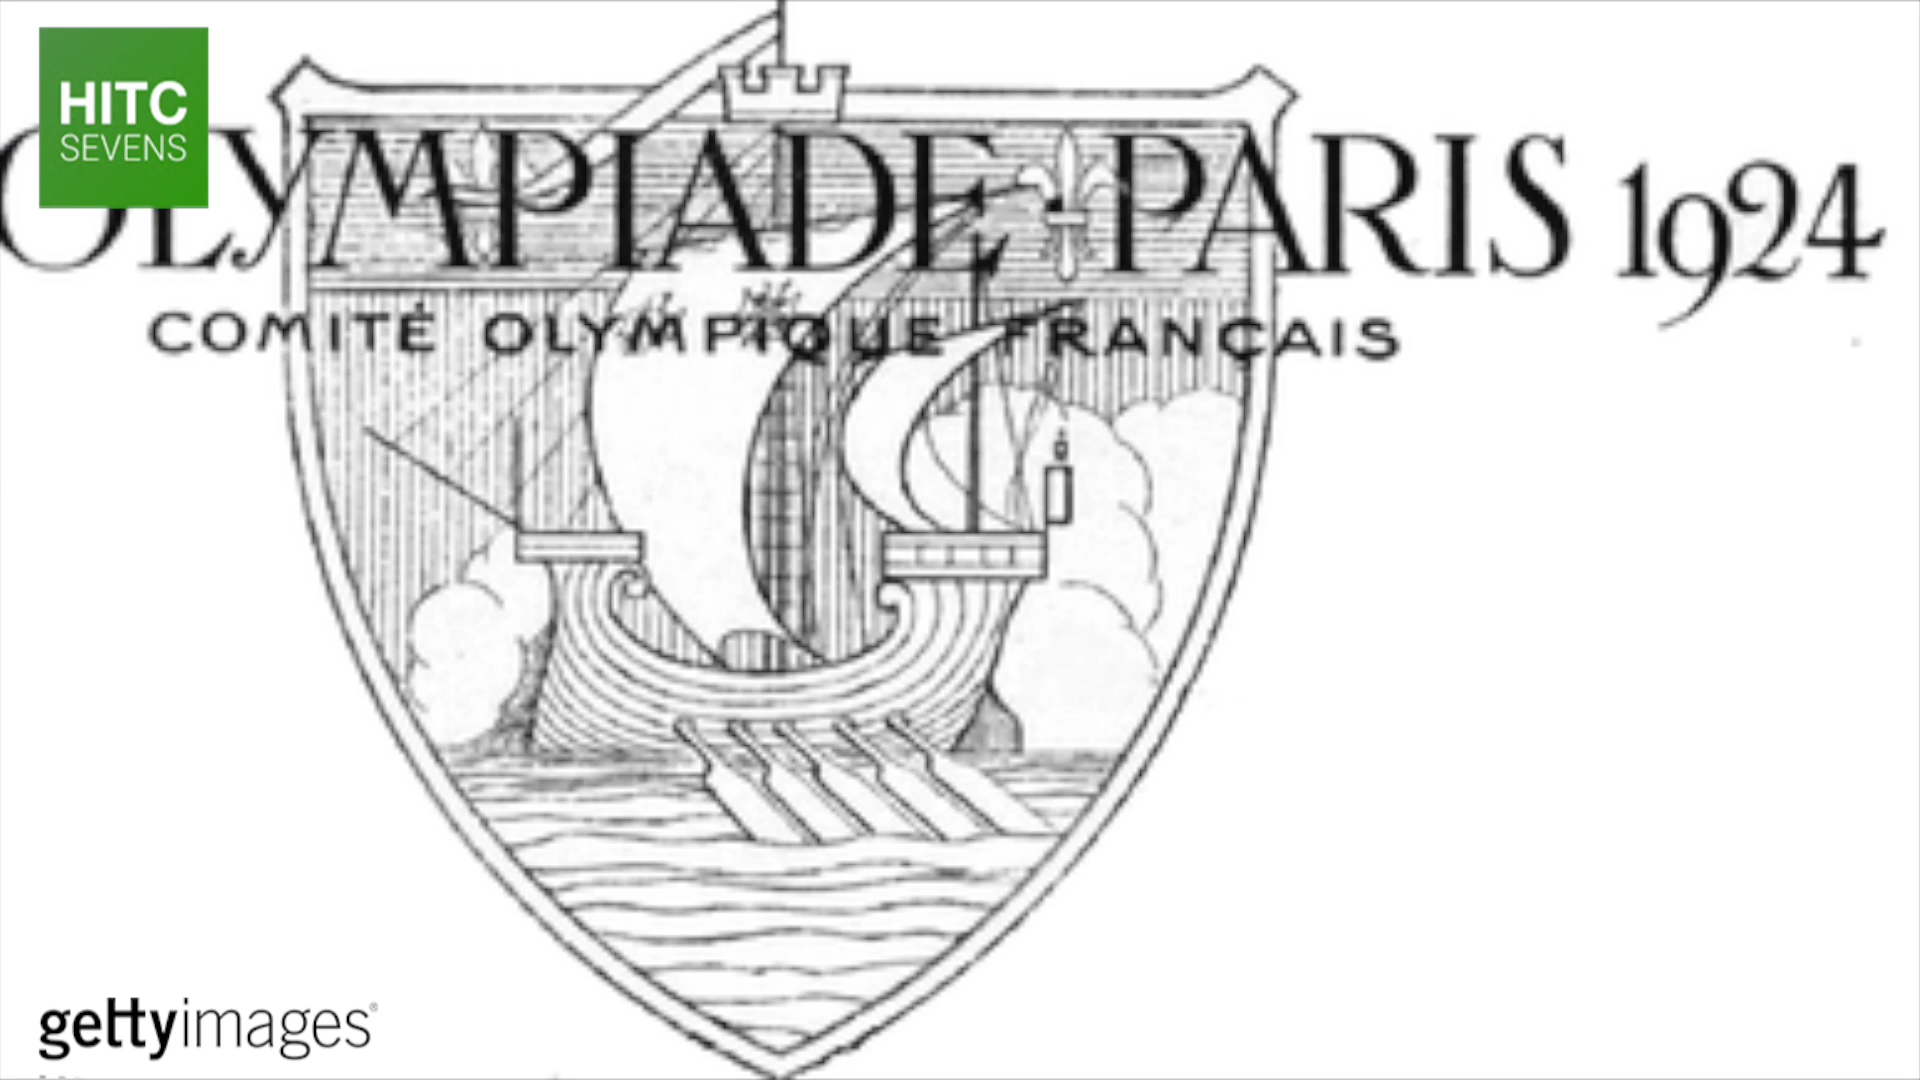 HITC
SEVENS
OLYMPIADE PARIS 1924
COMITÉ OLYMPIQUE FRANÇAIS
gettyimages®